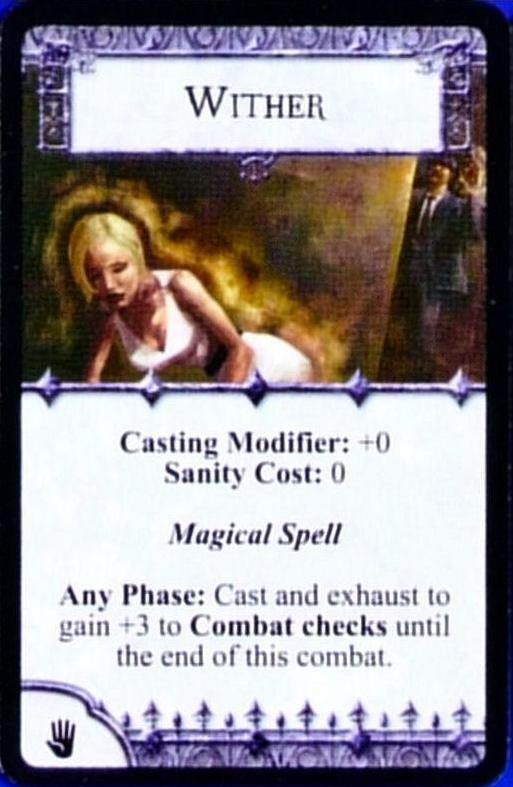 WITHER
Casting Modifier: +0
Sanity Cost: 0
Magical Spell
Any Phase: Cast and exhaust to
gain +3 to Combat checks until
the end of this combat.